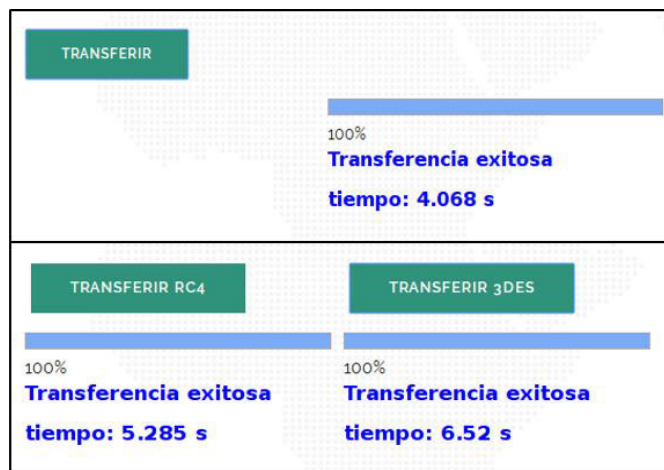 TRANSFERIR
100%
Transferencia exitosa
tiempo: 4.068 s
TRANSFERIR RC4
100%
Transferencia exitosa
tiempo: 5.285 s
TRANSFERIR 3DES
100%
Transferencia exitosa
tiempo: 6.52 s